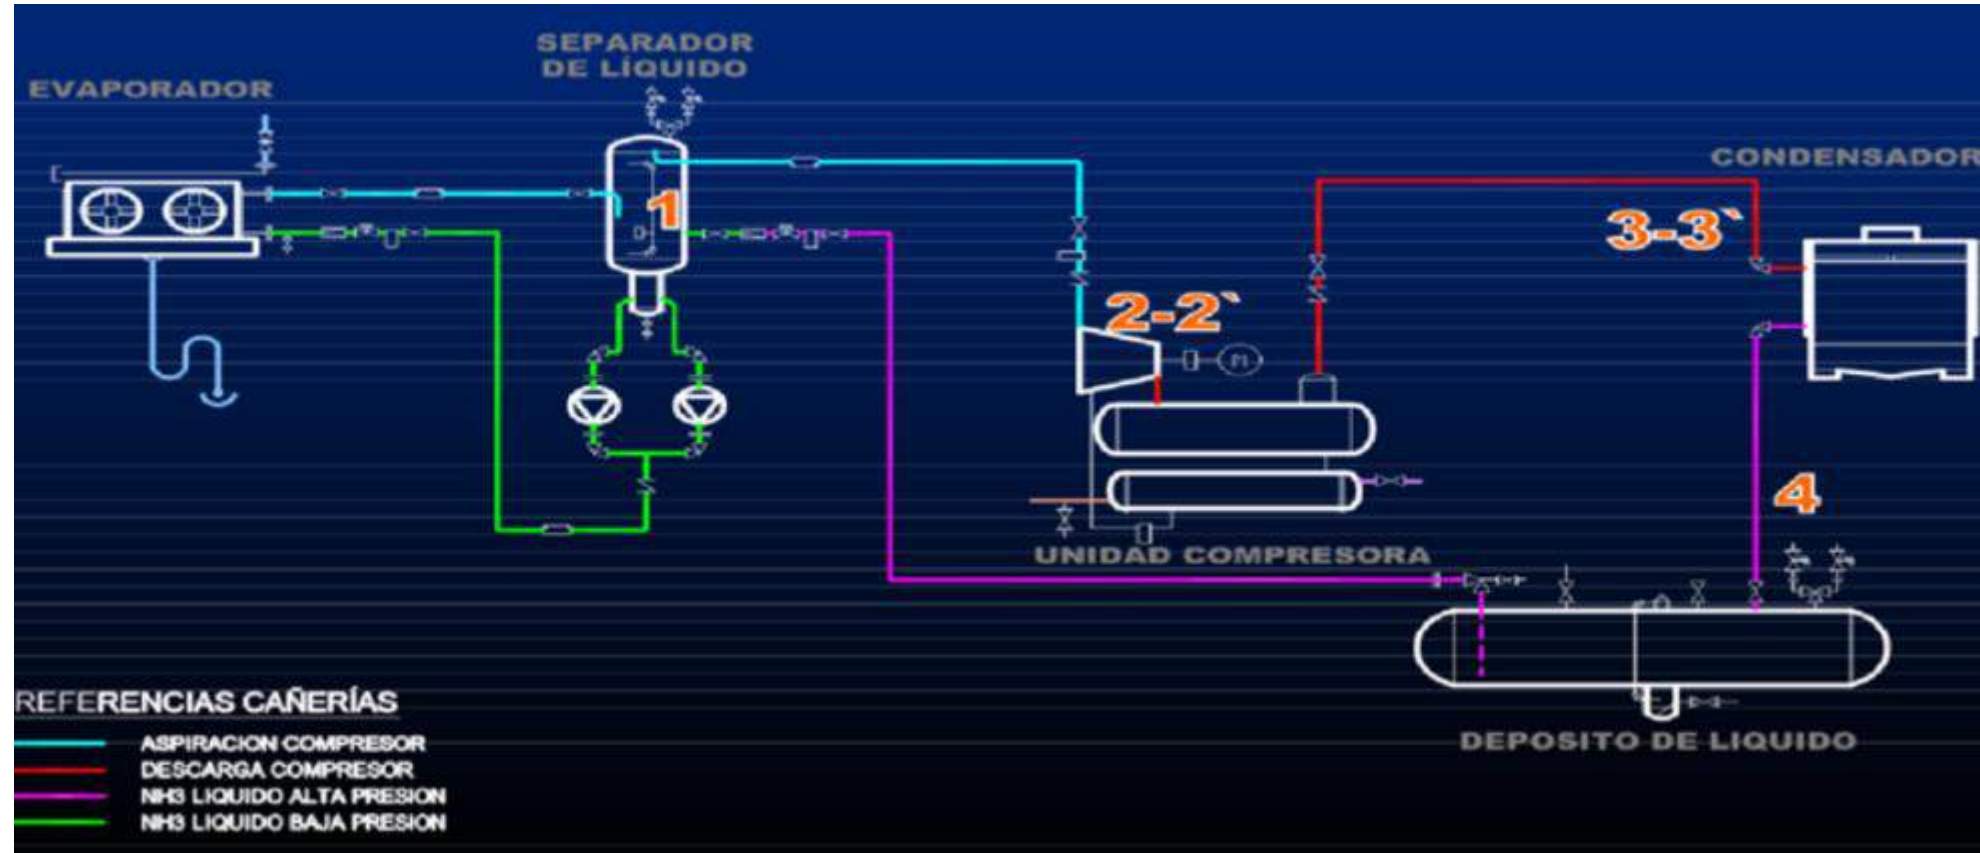 SEPARADOR
DE LÍQUIDO
EVAPORADOR
CONDENSADOR
1
3-3`
2-2`
M
4
UNIDAD COMPRESORA
DEPOSITO DE LIQUIDO
REFERENCIAS CAÑERÍAS
ASPIRACION COMPRESOR
DESCARGA COMPRESOR
NH3 LIQUIDO ALTA PRESION
NH3 LIQUIDO BAJA PRESION